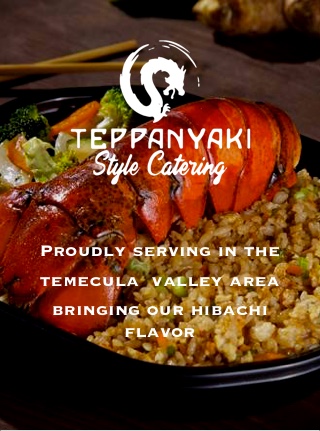 TEPPANYAKI
Style Catering
PROUDLY SERVING IN THE
TEMECULA VALLEY AREA
BRINGING OUR HIBACHI
FLAVOR